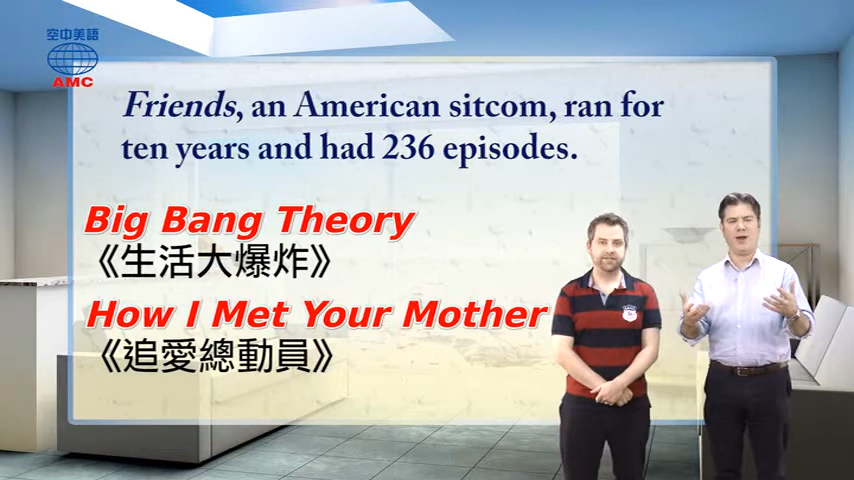 空中美語
AMC
Friends, an American sitcom, ran for
ten years and had 236 episodes.
Big Bang Theory
《生活大爆炸》
How I Met Your Mother
《追愛總動員》